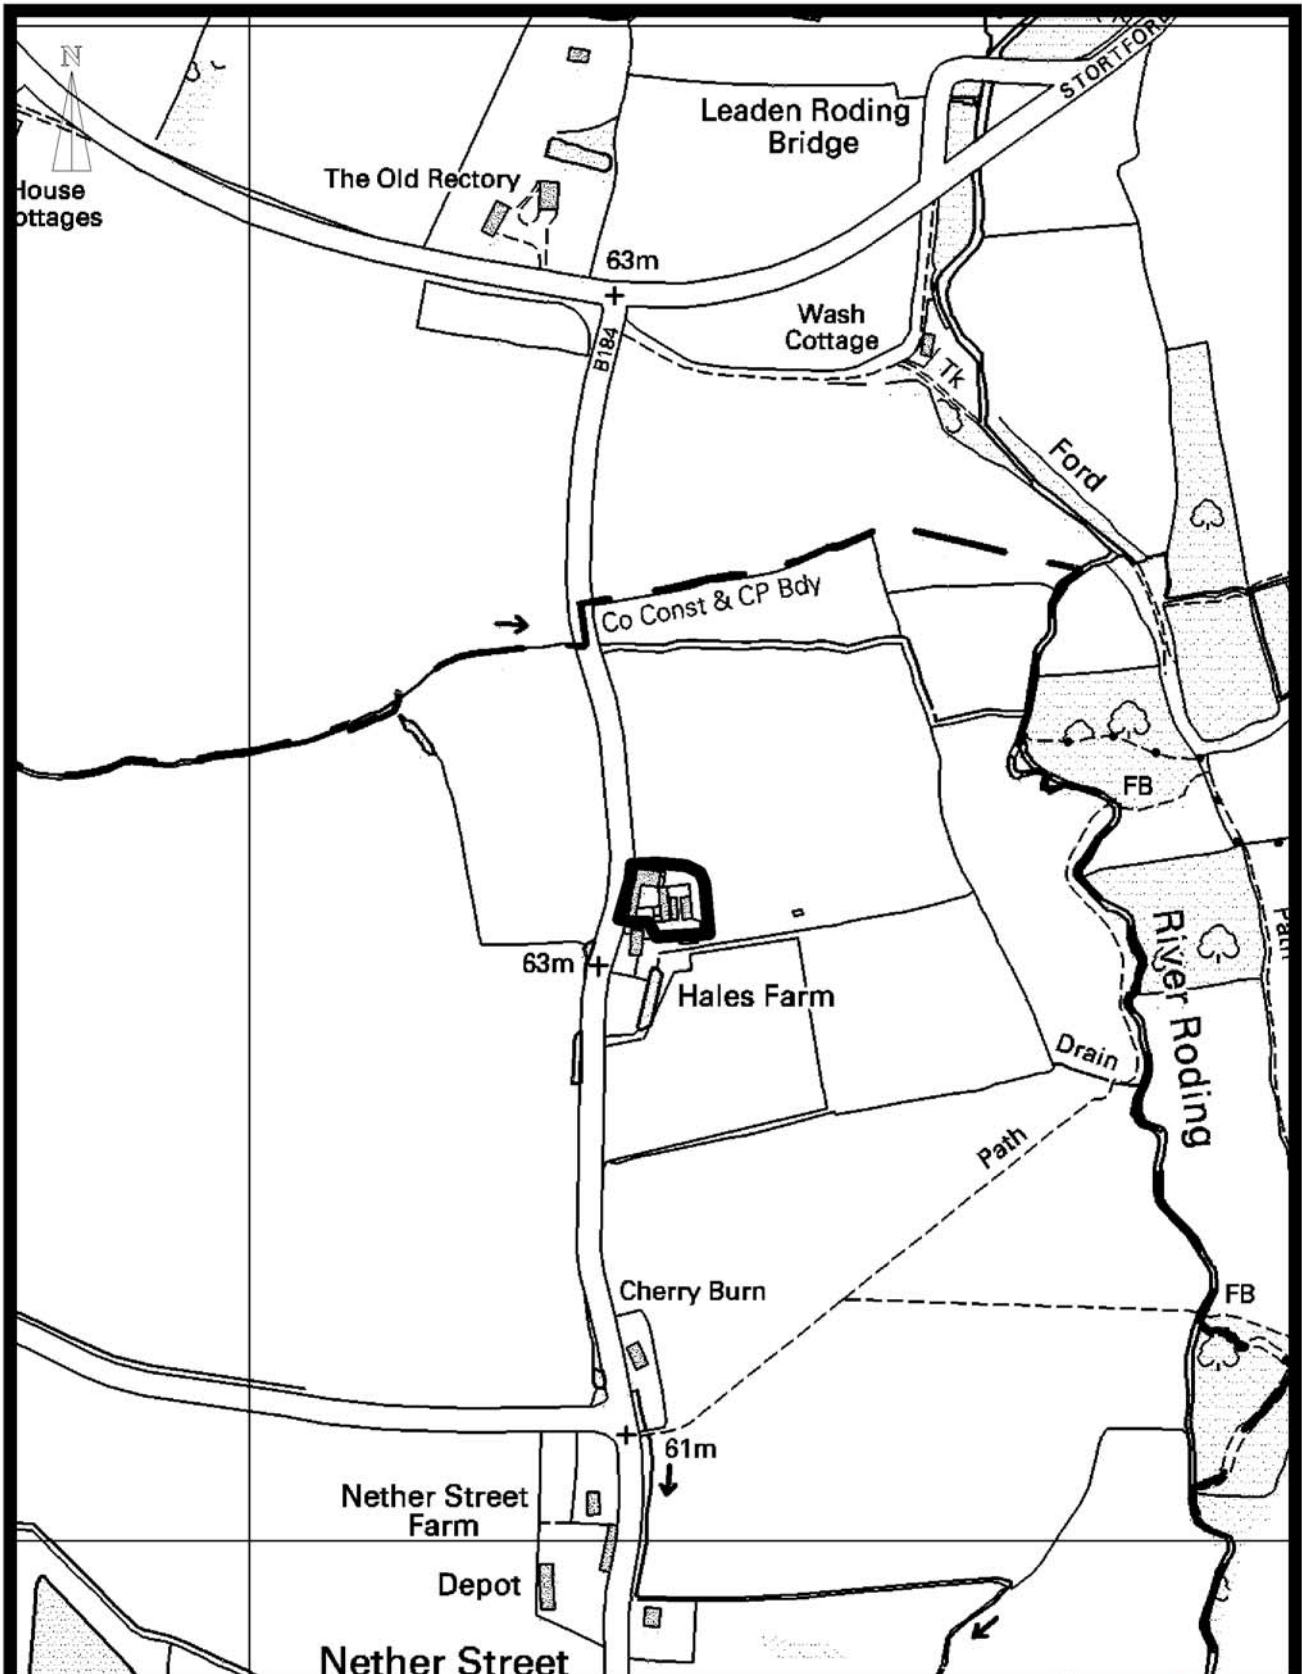 N
STORTFORD
Leaden Roding
Bridge
The Old Rectory
House
ottages
63m
Wash
Cottage
B184
Tk
Ford
Co Const & CP Bdy
FB
River Roding
Path
63m
Hales Farm
Drain
Path
Cherry Burn
FB
61m
Nether Street
Farm
Depot
Nether Street